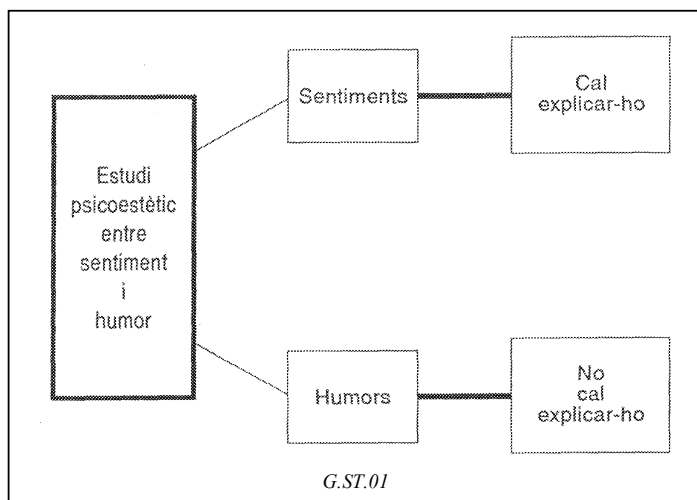 Estudi
psicoestètic
entre
sentiment
i
humor
Sentiments
Cal
explicar-ho
Humors
No
cal
explicar-ho
G.ST.01